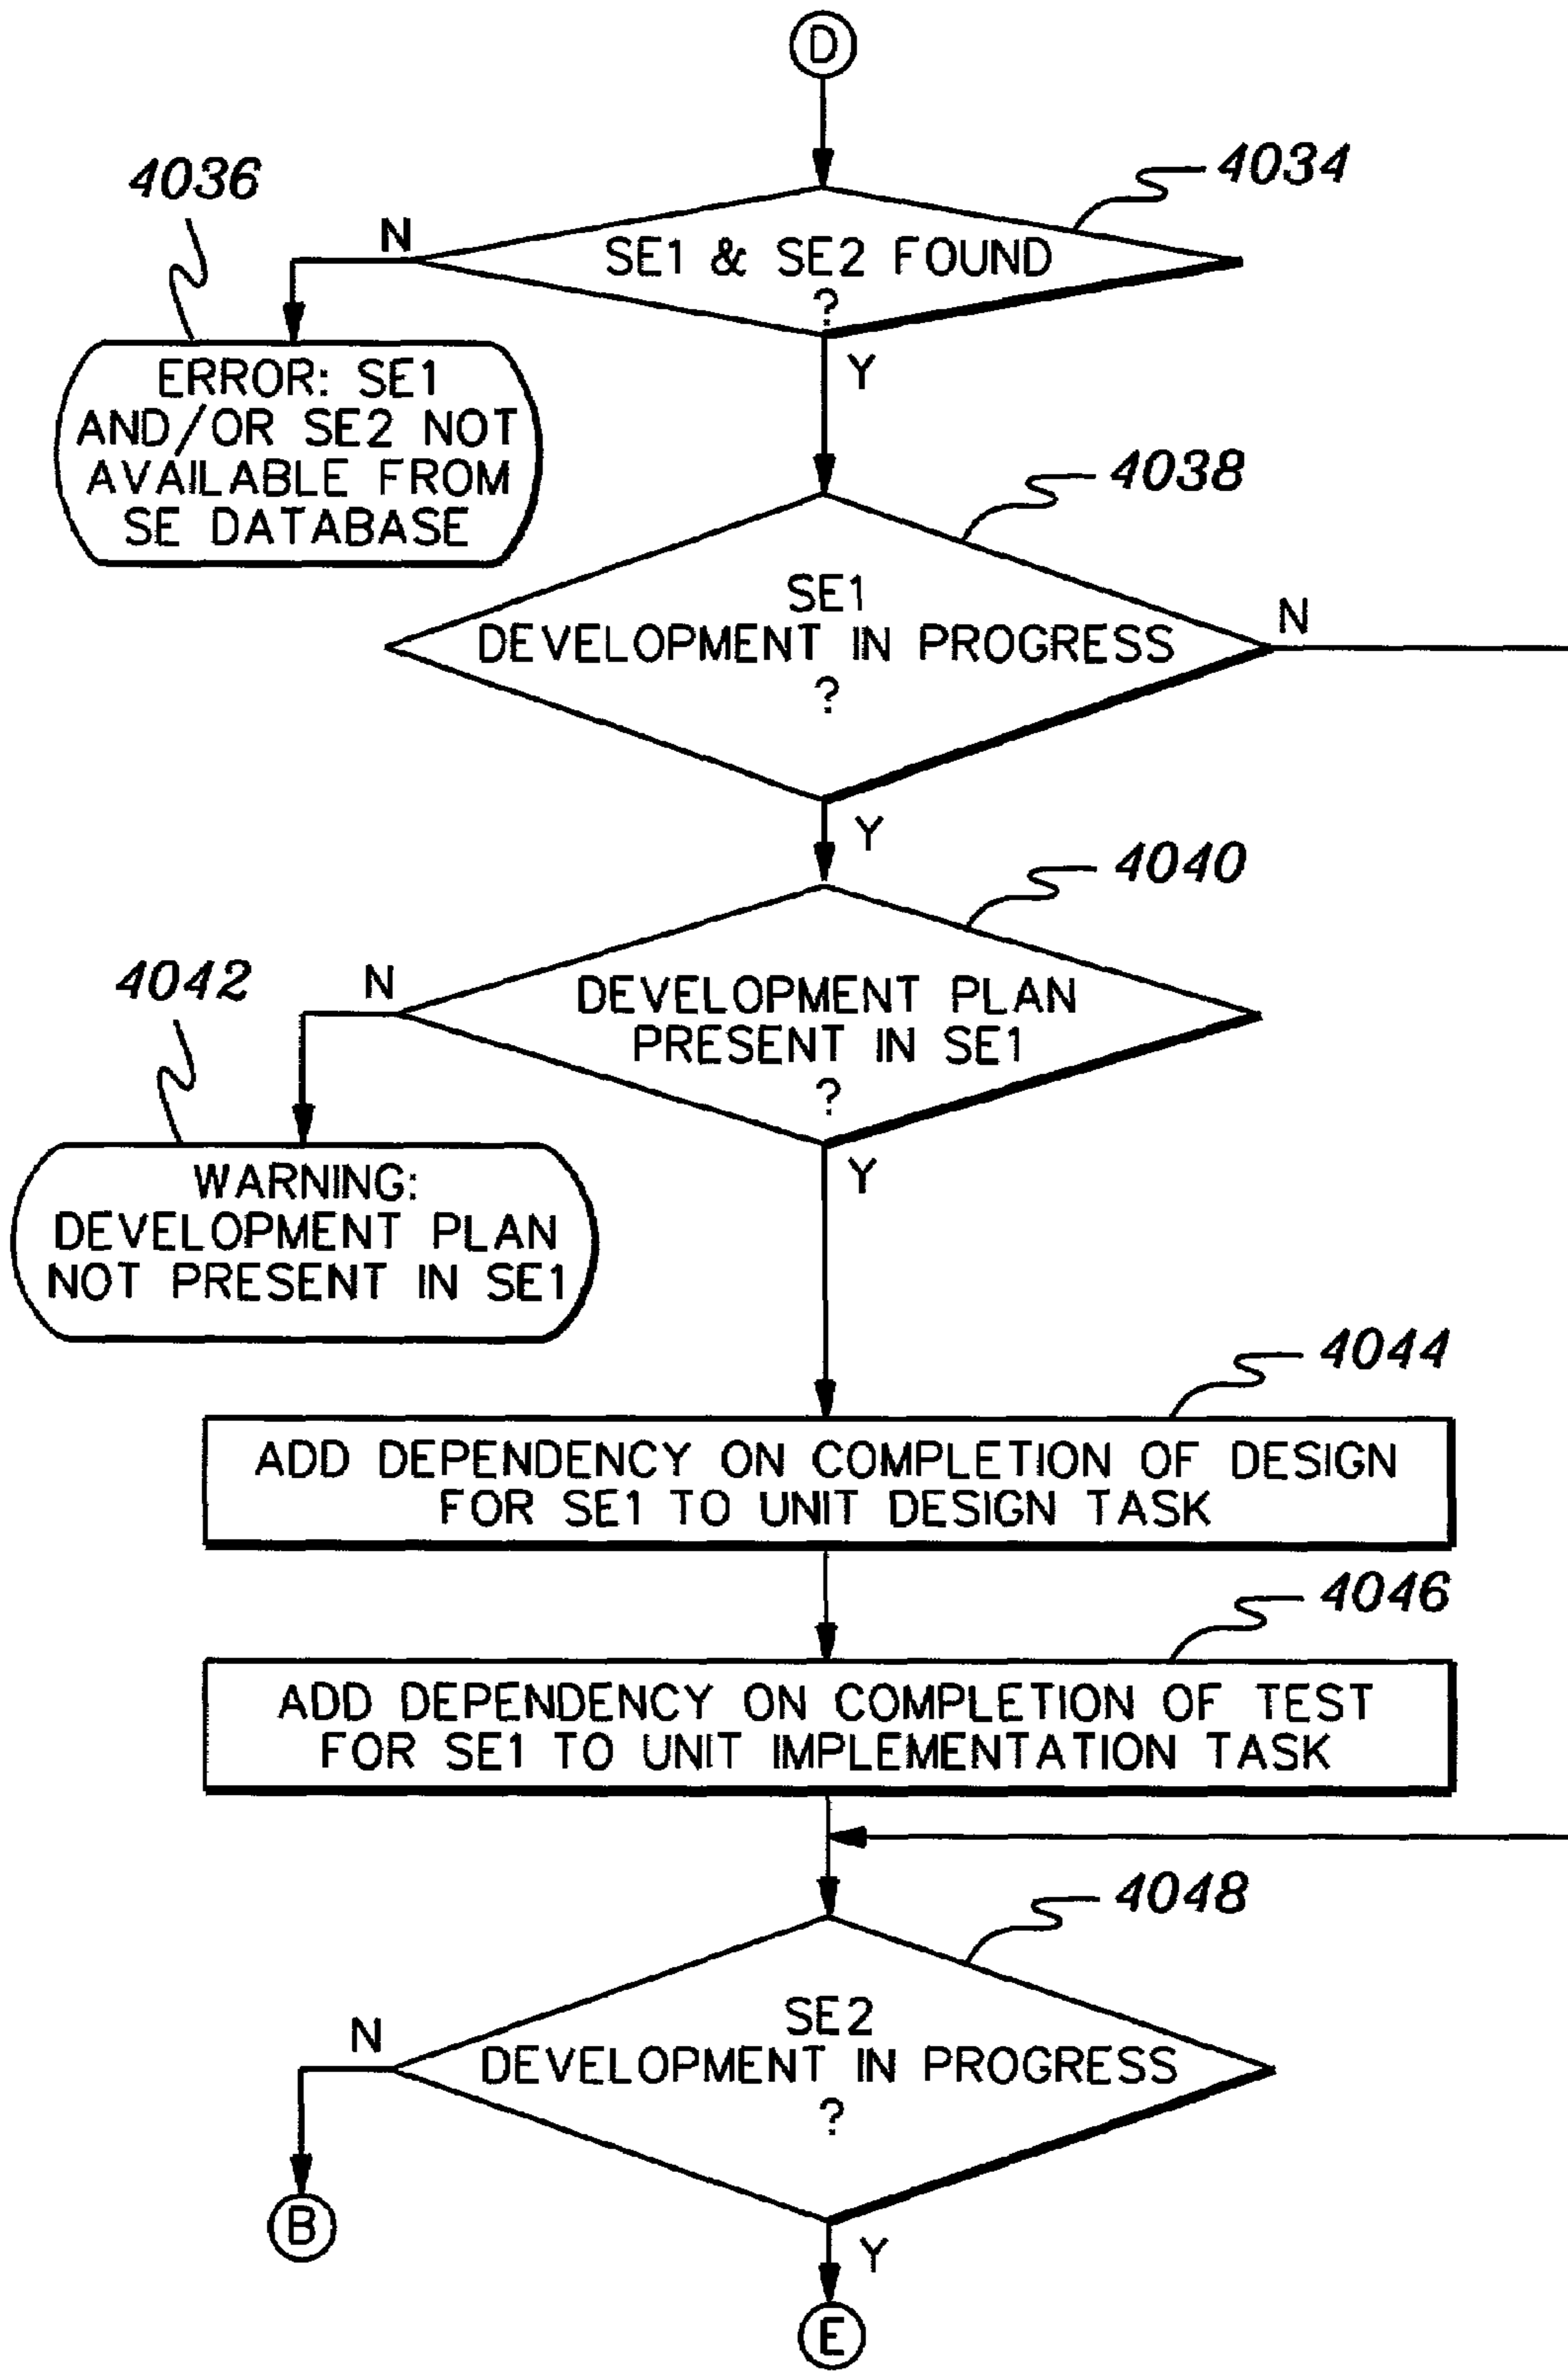 D
4034
4036
N
SE1 & SE2 FOUND
?
Y
ERROR: SE1
AND/OR SE2 NOT
AVAILABLE FROM
SE DATABASE
4038
SE1
DEVELOPMENT IN PROGRESS
?
N
Y
4040
4042
N
DEVELOPMENT PLAN
PRESENT IN SE1
?
Y
WARNING:
DEVELOPMENT PLAN
NOT PRESENT IN SE1
4044
ADD DEPENDENCY ON COMPLETION OF DESIGN
FOR SE1 TO UNIT DESIGN TASK
4046
ADD DEPENDENCY ON COMPLETION OF TEST
FOR SE1 TO UNIT IMPLEMENTATION TASK
4048
N
SE2
DEVELOPMENT IN PROGRESS
?
B
Y
E